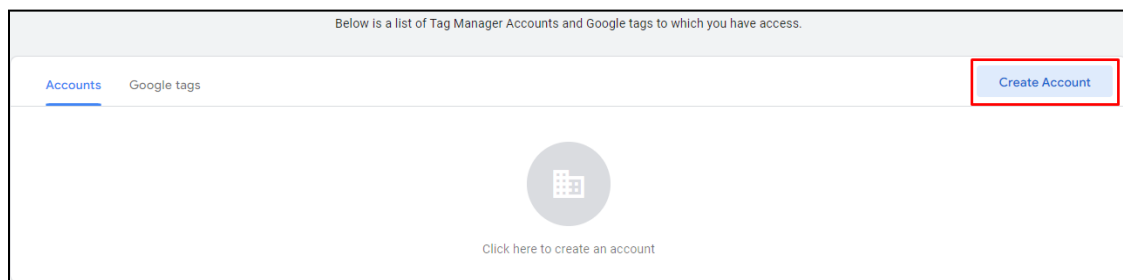 Below is a list of Tag Manager Accounts and Google tags to which you have access.
Accounts Google tags Create Account
Click here to create an account